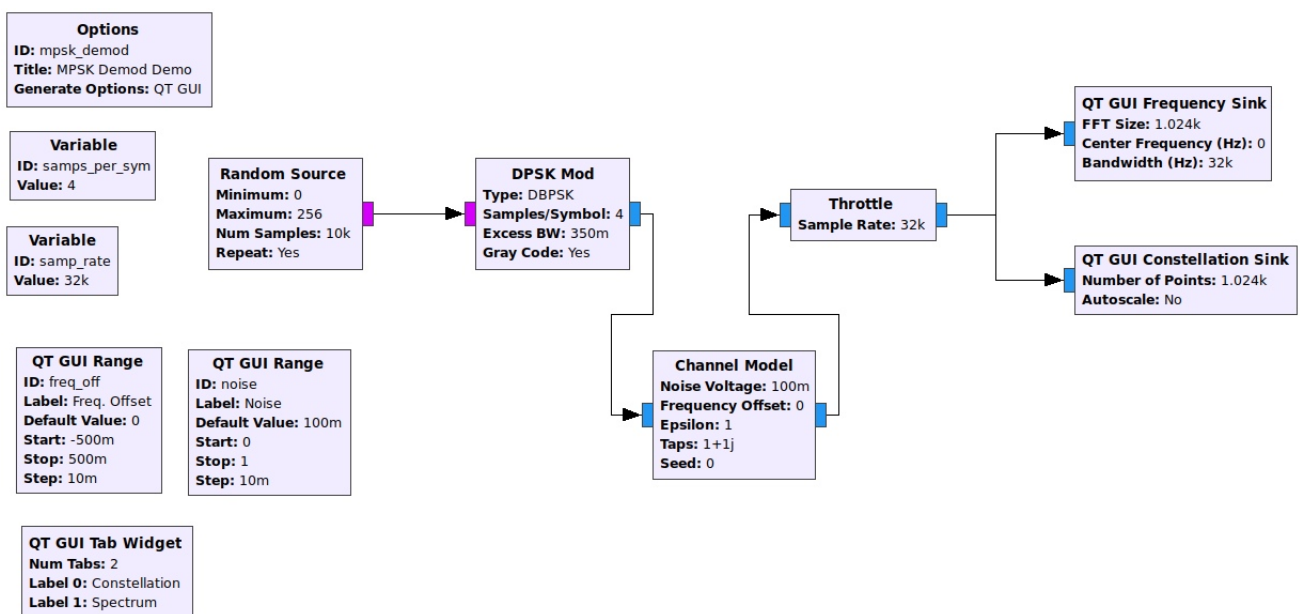 Options
ID: mpsk_demod
Title: MPSK Demod Demo
Generate Options: QT GUI
Variable
ID: samps_per_sym
Value: 4
Variable
ID: samp_rate
Value: 32k
Random Source
Minimum: 0
Maximum: 256
Num Samples: 10k
Repeat: Yes
DPSK Mod
Type: DBPSK
Samples/Symbol: 4
Excess BW: 350m
Gray Code: Yes
Throttle
Sample Rate: 32k
QT GUI Frequency Sink
FFT Size: 1.024k
Center Frequency (Hz): 0
Bandwidth (Hz): 32k
QT GUI Constellation Sink
Number of Points: 1.024k
Autoscale: No
QT GUI Range
ID: freq_off
Label: Freq. Offset
Default Value: 0
Start: -500m
Stop: 500m
Step: 10m
QT GUI Range
ID: noise
Label: Noise
Default Value: 100m
Start: 0
Stop: 1
Step: 10m
Channel Model
Noise Voltage: 100m
Frequency Offset: 0
Epsilon: 1
Taps: 1+1j
Seed: 0
QT GUI Tab Widget
Num Tabs: 2
Label 0: Constellation
Label 1: Spectrum